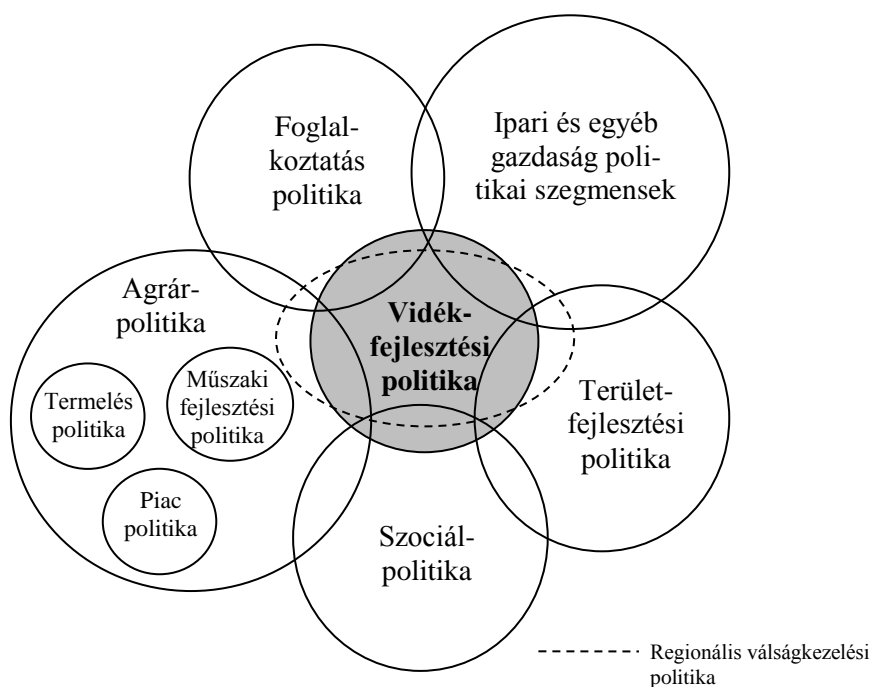 Foglal-
koztatás
politika
Ipari és egyéb
gazdaság poli-
tikai szegmensek
Agrár-
politika
Vidék-
fejlesztési
politika
Termelés
politika
Műszaki
fejlesztési
politika
Piac
politika
Terület-
fejlesztési
politika
Szociál-
politika
Regionális válságkezelési
politika